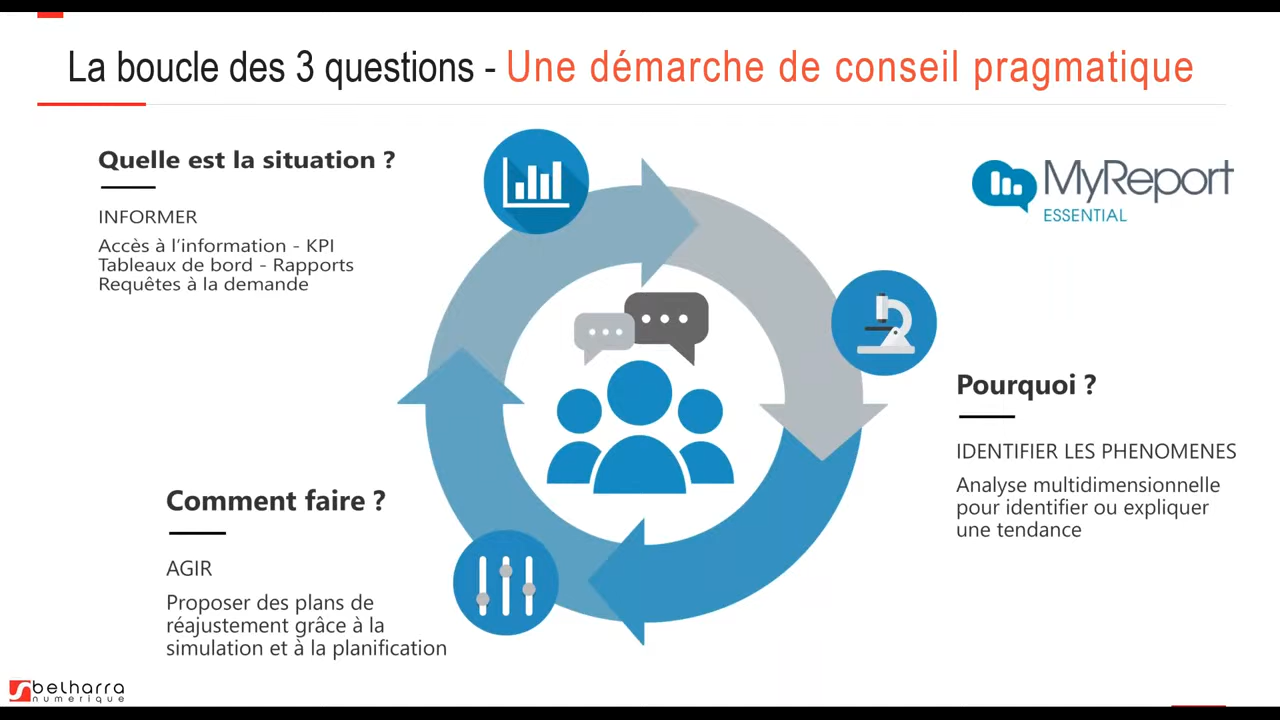 La boucle des 3 questions - Une démarche de conseil pragmatique
Quelle est la situation ?
INFORMER
Accès à l'information - KPI
Tableaux de bord - Rapports
Requêtes à la demande
MyReport
ESSENTIAL
Pourquoi ?
IDENTIFIER LES PHENOMENES
Analyse multidimensionnelle
pour identifier ou expliquer
une tendance
Comment faire ?
AGIR
Proposer des plans de
réajustement grâce à la
simulation et à la planification
belharra
numerique